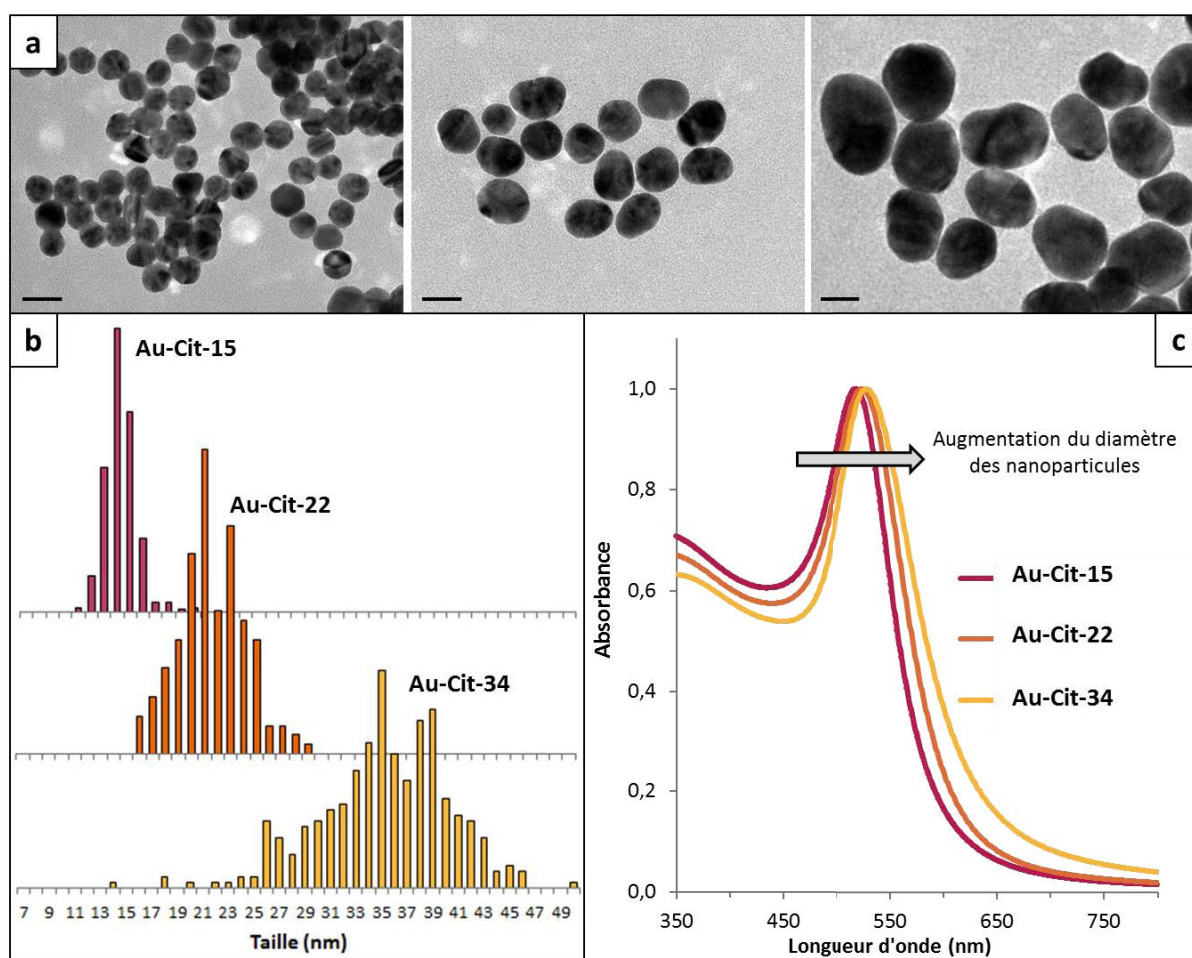 a
b
Au-Cit-15
Au-Cit-22
Au-Cit-34
7 9 11 13 15 17 19 21 23 25 27 29 31 33 35 37 39 41 43 45 47 49
Taille (nm)
c
1,0
0,8
0,6
0,4
0,2
0,0
Absorbance
Augmentation du diamètre
des nanoparticules
Au-Cit-15
Au-Cit-22
Au-Cit-34
350 450 550 650 750
Longueur d'onde (nm)